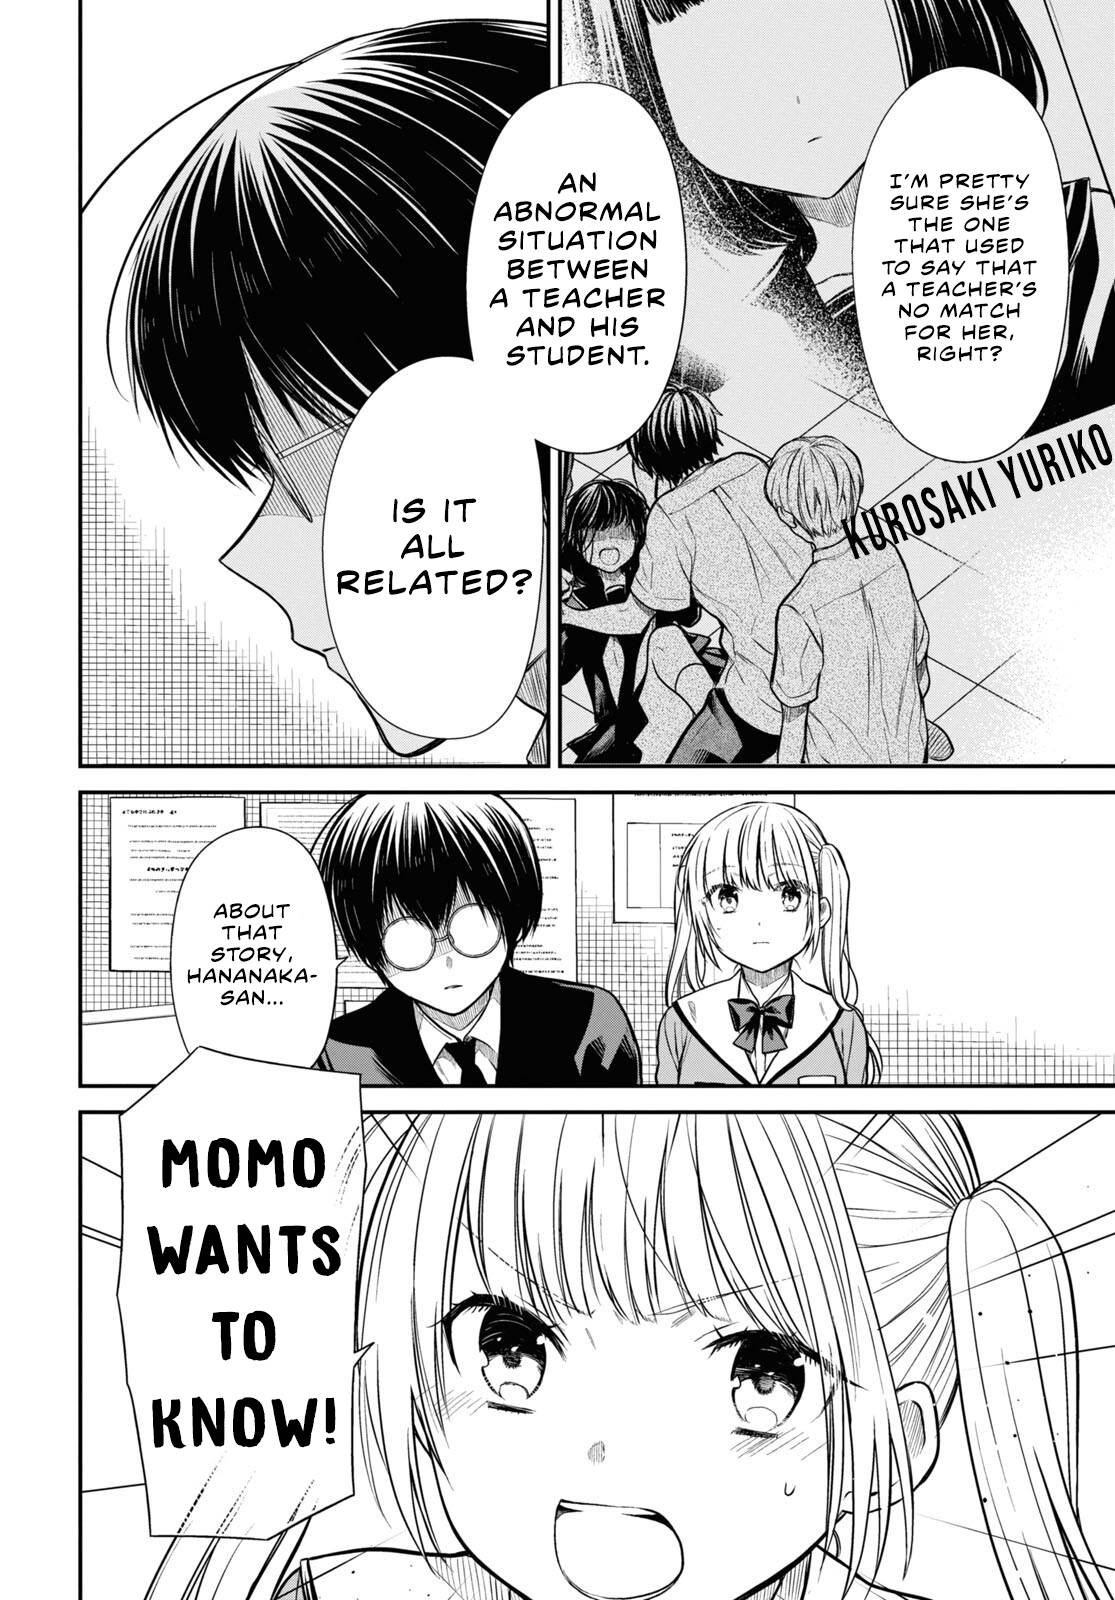 I'M PRETTY
SURE SHE'S
THE ONE
THAT USED
TO SAY THAT
A TEACHER'S
NO MATCH
FOR HER,
RIGHT?
KUROSAKI YURIKO
AN
ABNORMAL
SITUATION
BETWEEN
A TEACHER
AND HIS
STUDENT.
IS IT
ALL
RELATED?
ABOUT
THAT
STORY,
HANANAKA-
SAN...
MOMO
WANTS
TO
KNOW!